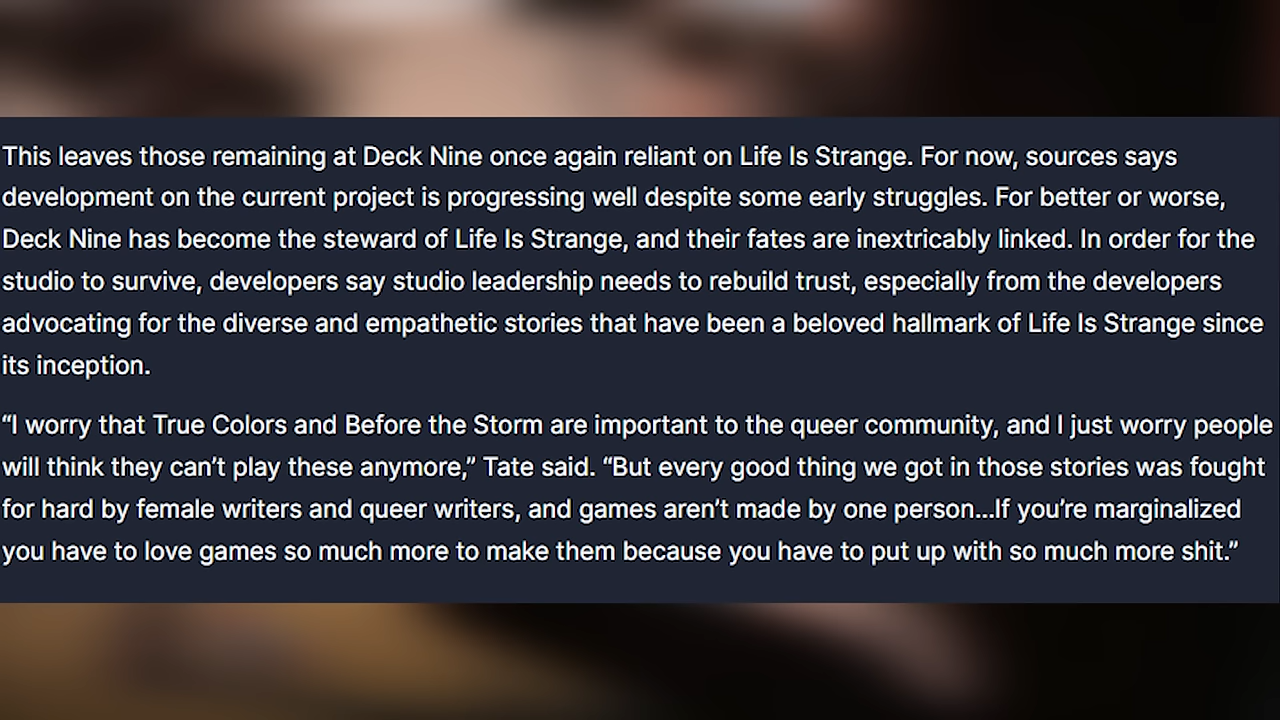 This leaves those remaining at Deck Nine once again reliant on Life Is Strange. For now, sources says
development on the current project is progressing well despite some early struggles. For better or worse,
Deck Nine has become the steward of Life Is Strange, and their fates are inextricably linked. In order for the
studio to survive, developers say studio leadership needs to rebuild trust, especially from the developers
advocating for the diverse and empathetic stories that have been a beloved hallmark of Life Is Strange since
its inception.
“I worry that True Colors and Before the Storm are important to the queer community, and I just worry people
will think they can’t play these anymore,” Tate said. “But every good thing we got in those stories was fought
for hard by female writers and queer writers, and games aren’t made by one person...If you’re marginalized
you have to love games so much more to make them because you have to put up with so much more shit.”